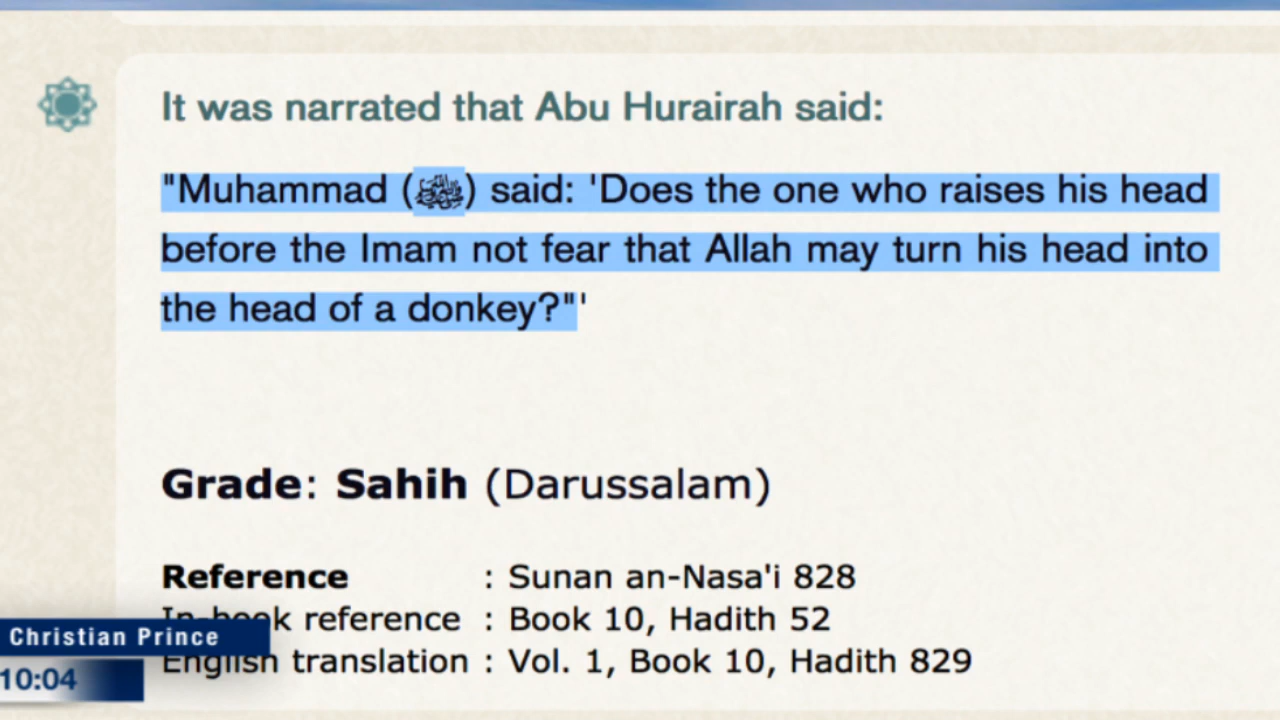 It was narrated that Abu Hurairah said:
"Muhammad (ﷺ) said: 'Does the one who raises his head
before the Imam not fear that Allah may turn his head into
the head of a donkey?"'
Grade: Sahih (Darussalam)
Reference : Sunan an-Nasa'i 828
In-book reference : Book 10, Hadith 52
English translation : Vol. 1, Book 10, Hadith 829
Christian Prince
10:04